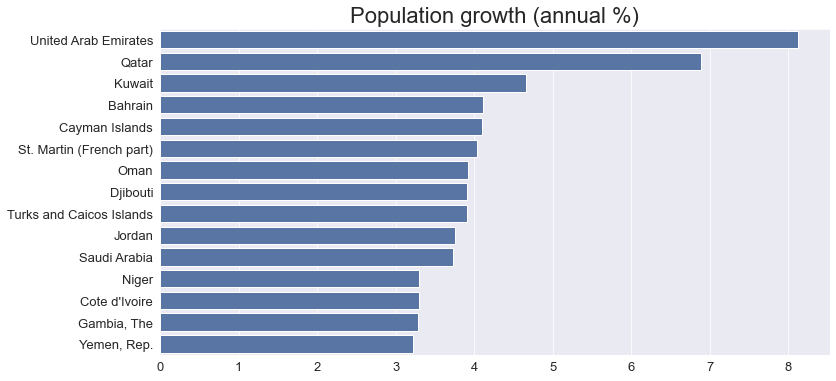 Population growth (annual %)
United Arab Emirates
Qatar
Kuwait
Bahrain
Cayman Islands
St. Martin (French part)
Oman
Djibouti
Turks and Caicos Islands
Jordan
Saudi Arabia
Niger
Cote d'Ivoire
Gambia, The
Yemen, Rep.
0 1 2 3 4 5 6 7 8